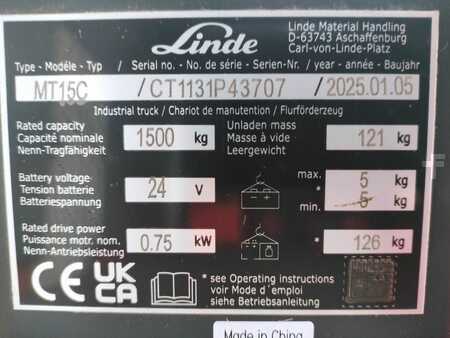 Linde
Linde Material Handling
D-63743 Aschaffenburg
Carl-von-Linde-Platz
Type - Modéle - Typ / Serial no. - No. de série - Serien-Nr. / year - année - Baujahr
MT15C / CT1131P43707 / 2025.01.05
Industrial truck / Chariot de manutention / Flurförderzeug
Rated capacity
Capacité nominale
Nenn-Tragfähigkeit
1500 kg
Unladen mass
Masse à vide
Leergewicht
121 kg
Battery voltage
Tension batterie
Batteriespannung
24 V
max. 5 kg
* 5 kg
min.
Rated drive power
Puissance motr. nom.
Nenn-Antriebsleistung
0.75 kW
* 126 kg
CE UK
CA
* see Operating instructions
voir Mode d´emploi
siehe Betriebsanleitung
Made in China